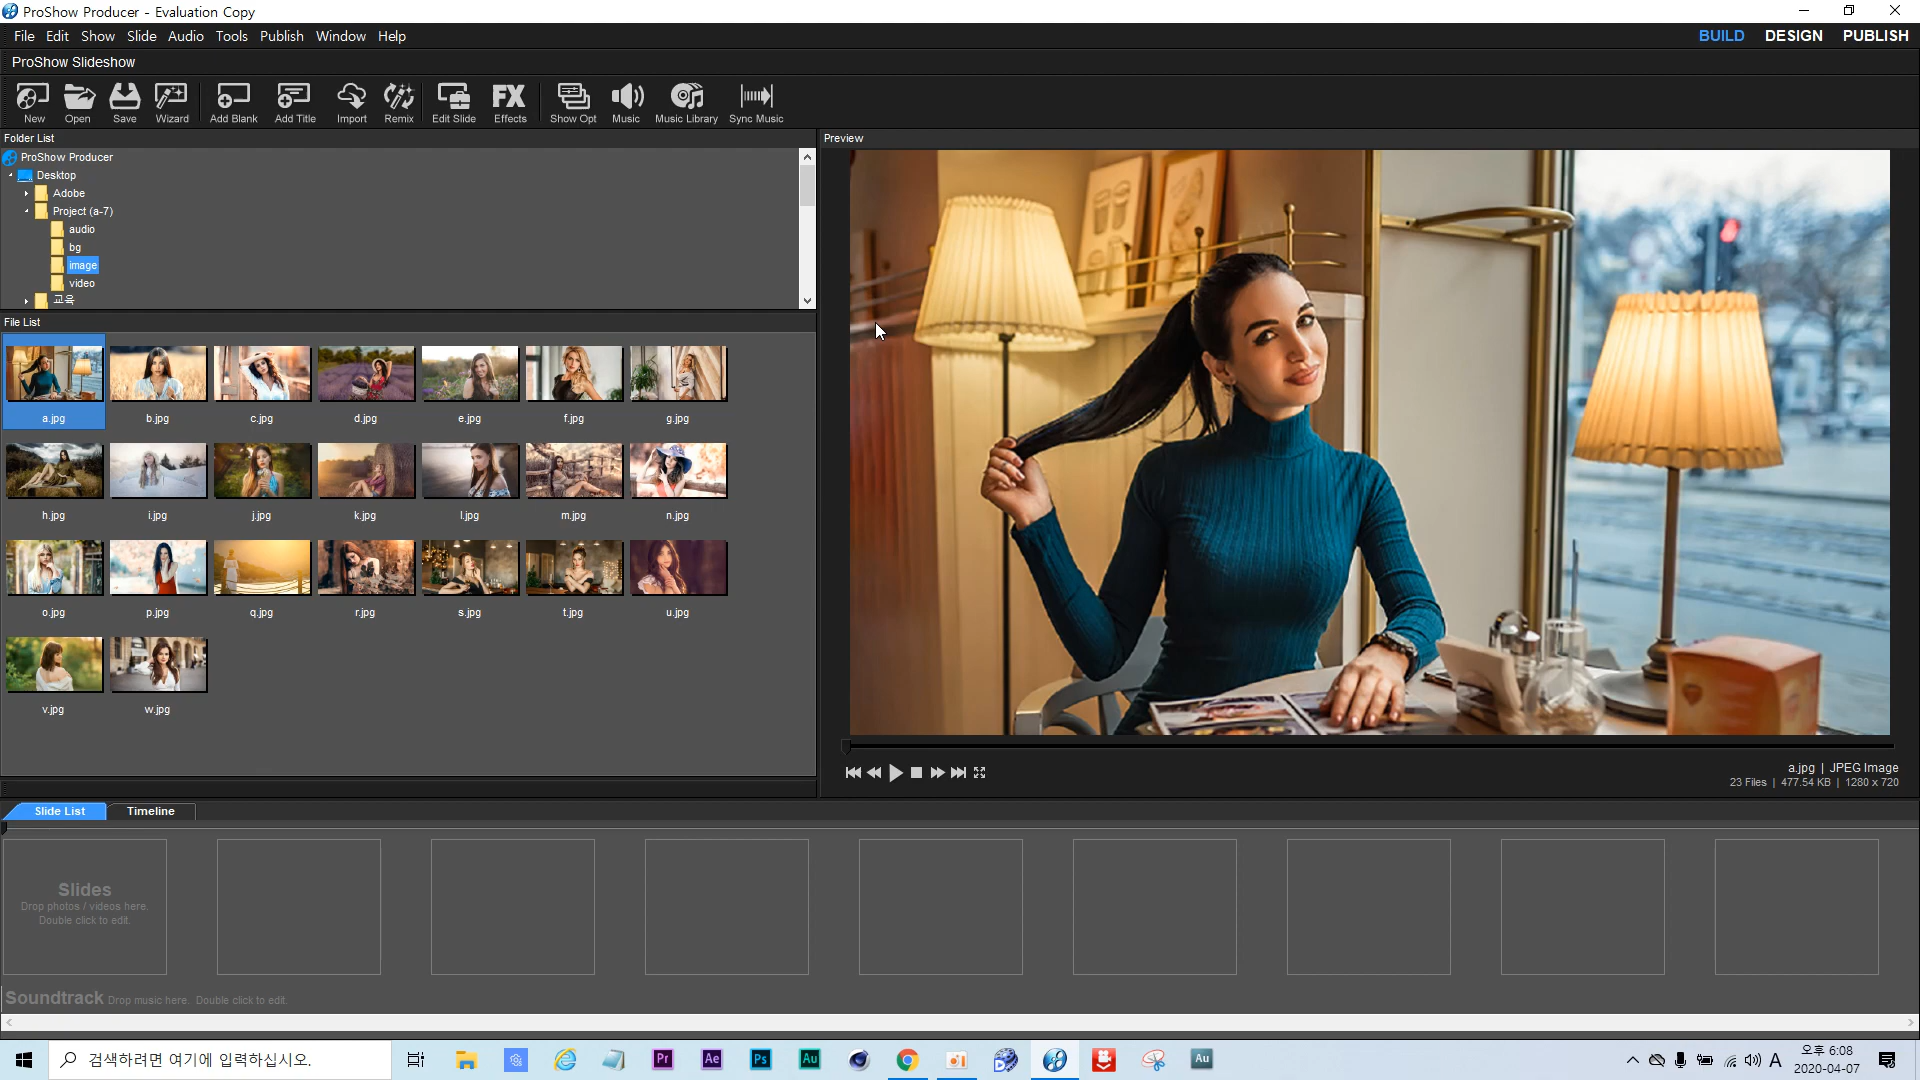 ProShow Producer - Evaluation Copy
File Edit Show Slide Audio Tools Publish Window Help
BUILD DESIGN PUBLISH
ProShow Slideshow
New Open Save Wizard Add Blank Add Title Import Remix Edit Slide Effects Show Opt Music Music Library Sync Music
Folder List
ProShow Producer
Desktop
Adobe
Project (a-7)
audio
bg
image
video
교육
File List
a.jpg b.jpg c.jpg d.jpg e.jpg f.jpg g.jpg
h.jpg i.jpg j.jpg k.jpg l.jpg m.jpg n.jpg
o.jpg p.jpg q.jpg r.jpg s.jpg t.jpg u.jpg
v.jpg w.jpg
Preview
a.jpg | JPEG Image
23 Files | 477.54 KB | 1280 x 720
Slide List Timeline
Slides
Drop photos / videos here.
Double click to edit.
Soundtrack Drop music here. Double click to edit.
검색하려면 여기에 입력하십시오.
Pr Ae Ps Au Au
A
오후 6:08
2020-04-07